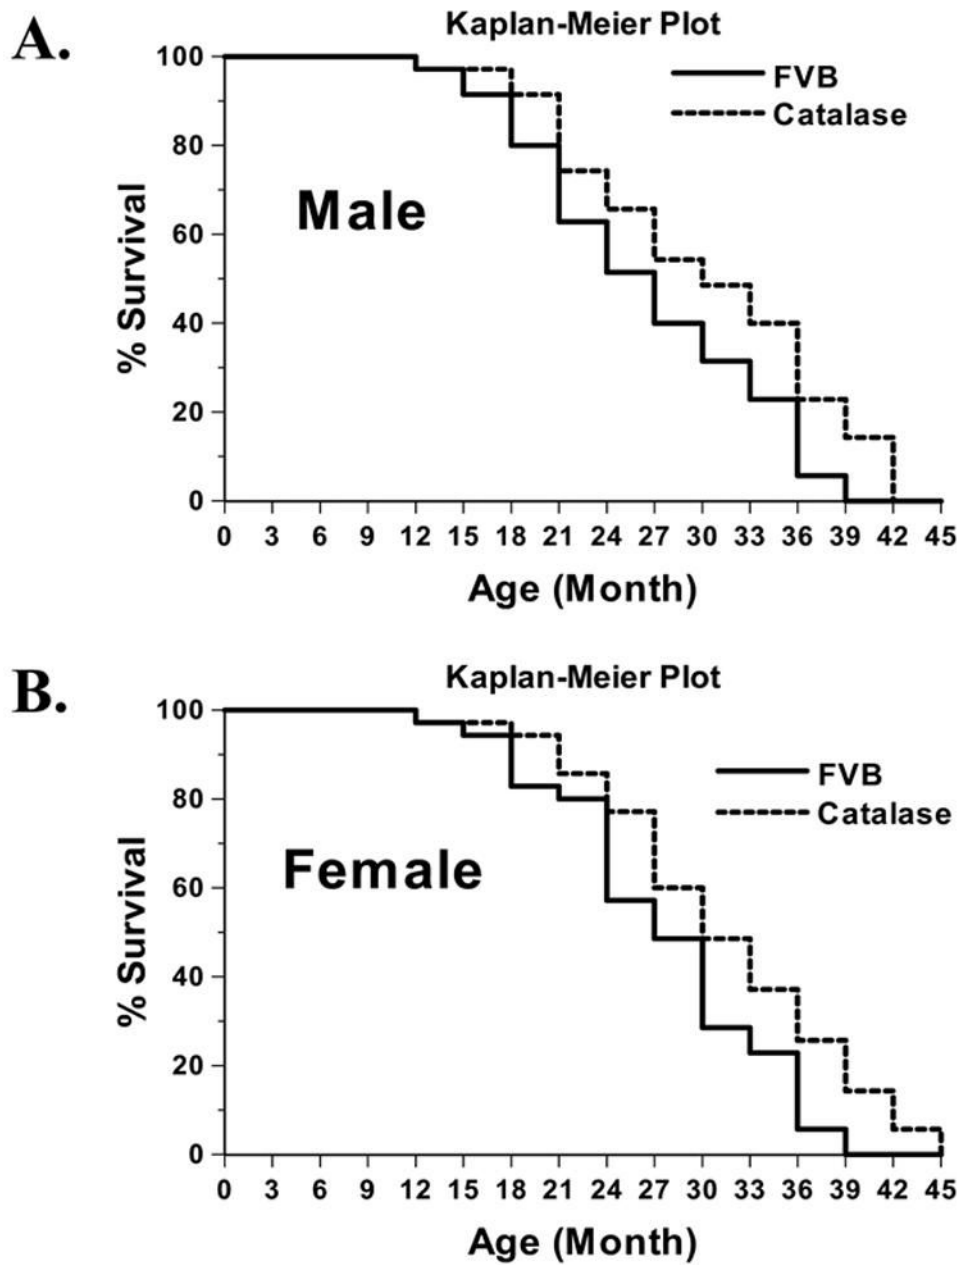 A.
Kaplan-Meier Plot
FVB
Catalase
Male
% Survival
100
80
60
40
20
0
0 3 6 9 12 15 18 21 24 27 30 33 36 39 42 45
Age (Month)
B.
Kaplan-Meier Plot
FVB
Catalase
Female
% Survival
100
80
60
40
20
0
0 3 6 9 12 15 18 21 24 27 30 33 36 39 42 45
Age (Month)